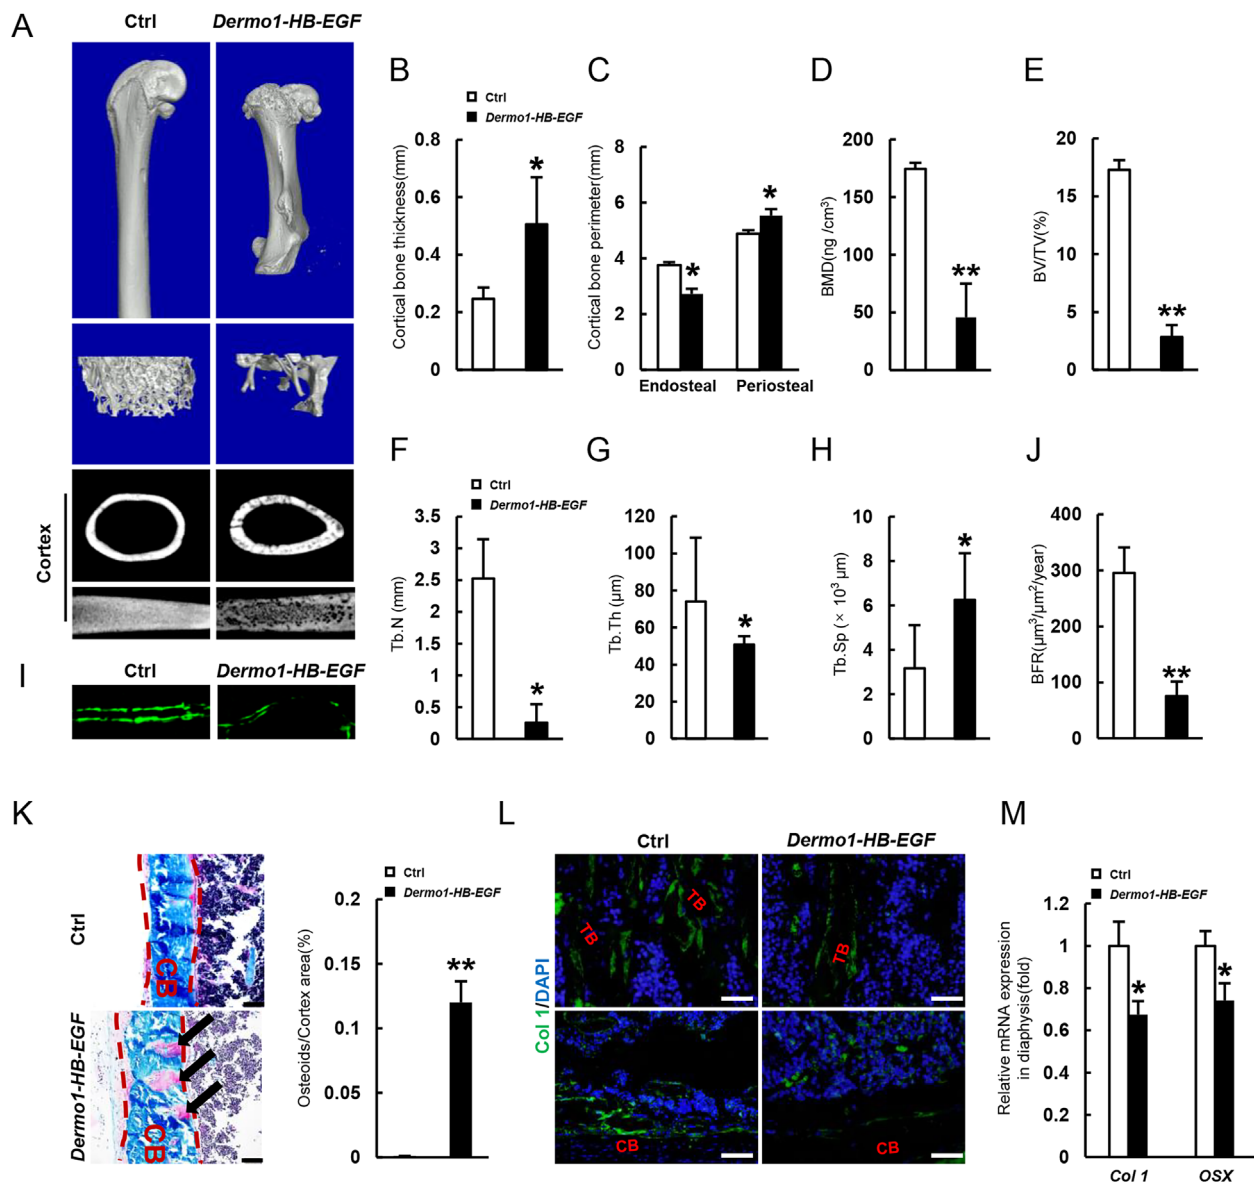 A
Ctrl
Dermo1-HB-EGF
Cortex
B
Ctrl
Dermo1-HB-EGF
Cortical bone thickness(mm)
0.8
0.6
0.4
0.2
0
*
C
Cortical bone perimeter(mm)
8
6
4
2
0
*
*
Endosteal
Periosteal
D
BMD(ng /cm³)
200
150
100
50
0
**
E
BV/TV(%)
20
15
10
5
0
**
F
Ctrl
Dermo1-HB-EGF
Tb.N (mm)
3.5
3
2.5
2
1.5
1
0.5
0
*
G
Tb.Th (μm)
120
100
80
60
40
20
0
*
H
Tb.Sp (× 10³ μm)
10
8
6
4
2
0
*
I
Ctrl
Dermo1-HB-EGF
J
BFR(μm³/μm²/year)
400
300
200
100
0
**
K
Ctrl
CB
Dermo1-HB-EGF
CB
Ctrl
Dermo1-HB-EGF
Osteoids/Cortex area(%)
0.2
0.15
0.1
0.05
0
**
L
Ctrl
Dermo1-HB-EGF
Col 1/DAPI
TB
TB
TB
CB
CB
M
Ctrl
Dermo1-HB-EGF
Relative mRNA expression
in diaphysis(fold)
1.2
1
0.8
0.6
0.4
0.2
0
*
*
Col 1
OSX